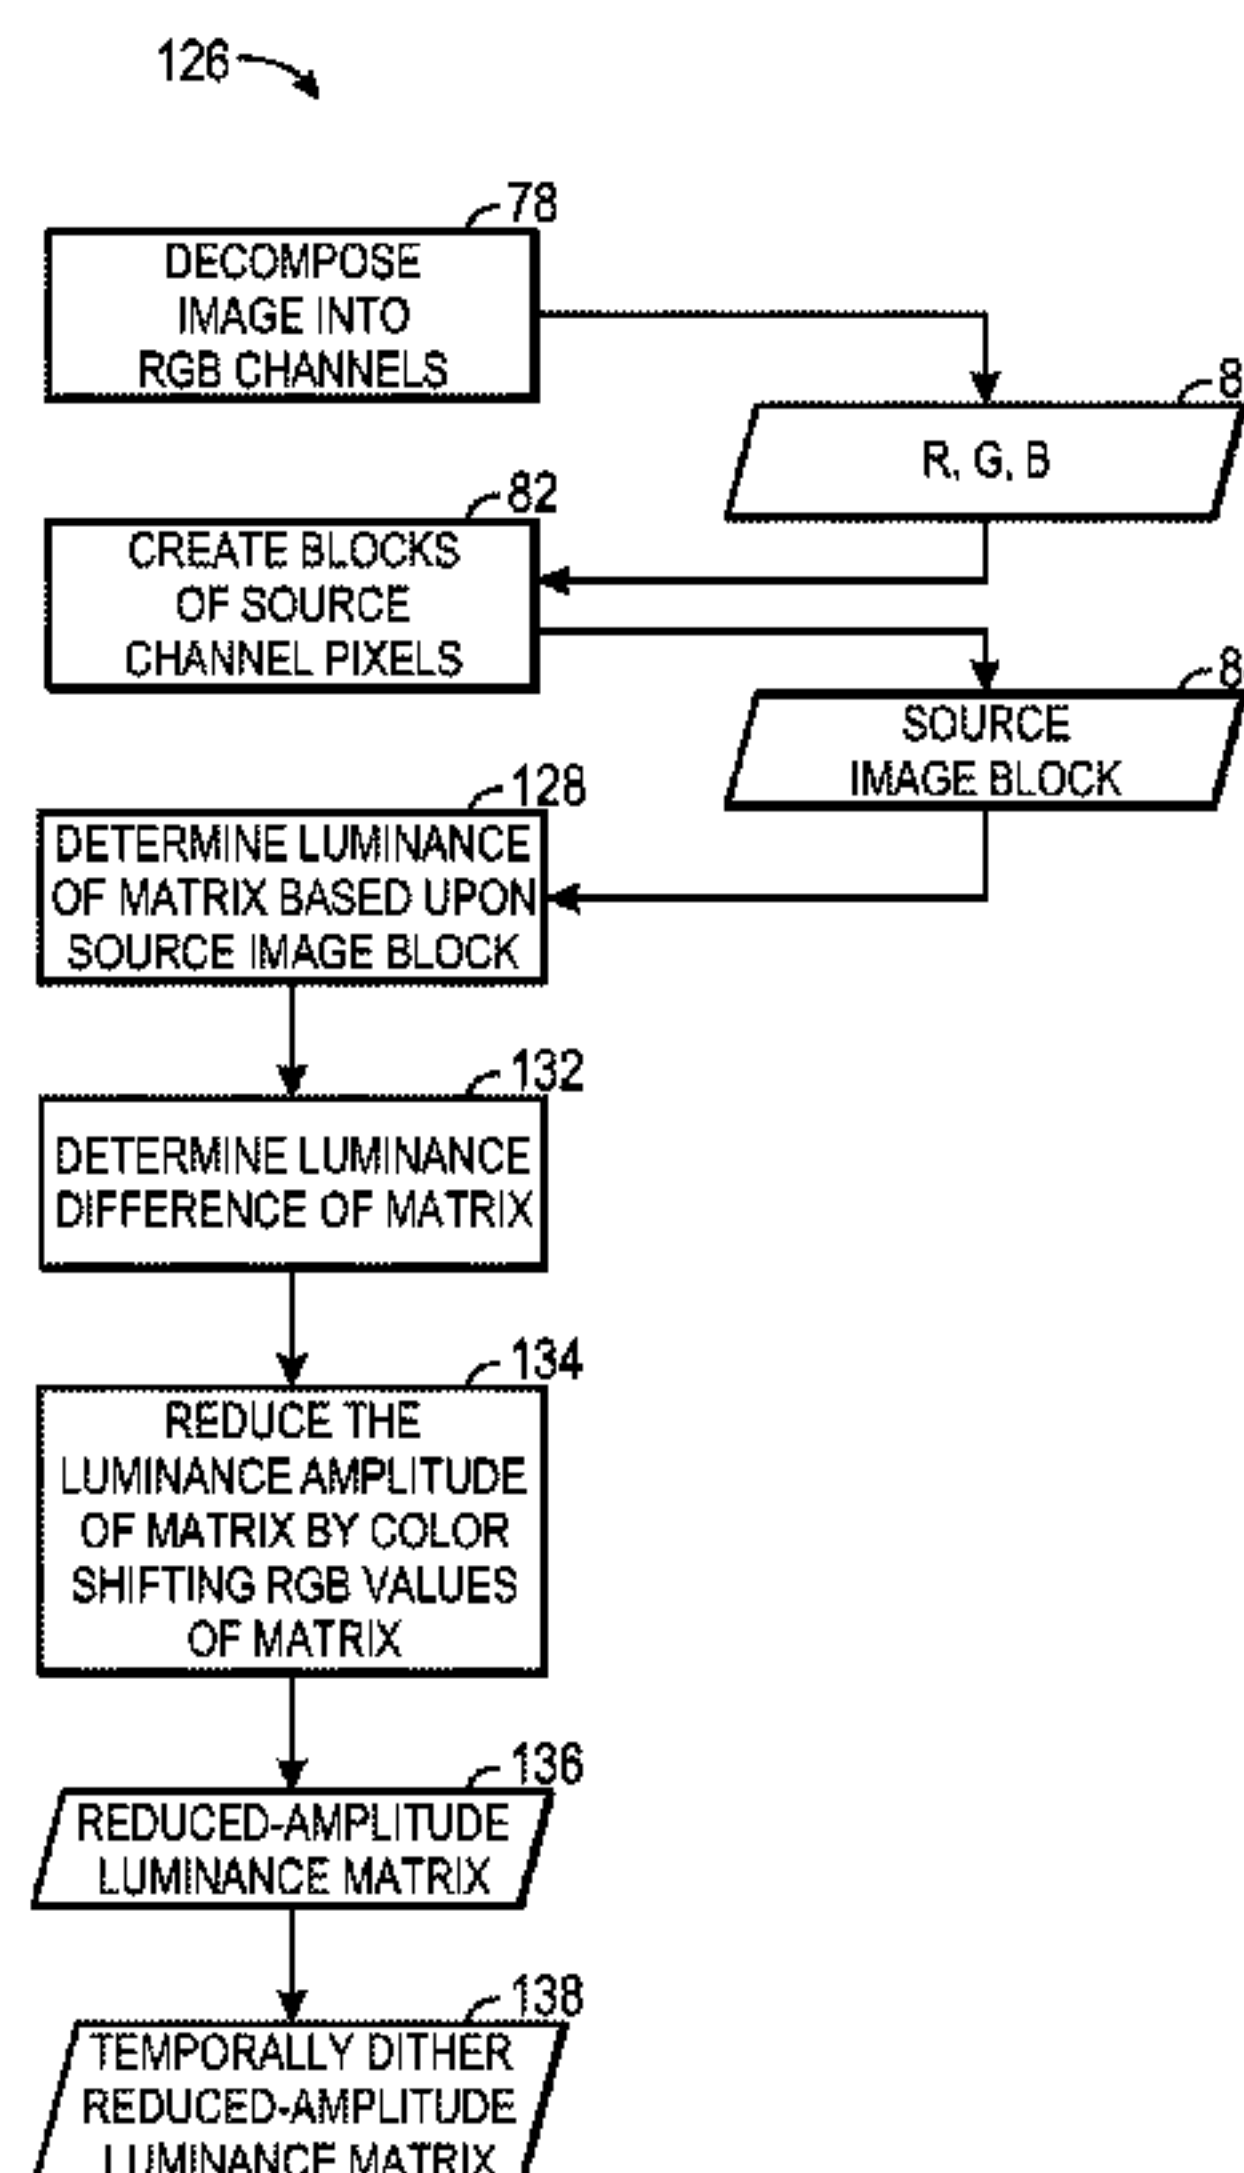 126
78
DECOMPOSE
IMAGE INTO
RGB CHANNELS
8
R, G, B
82
CREATE BLOCKS
OF SOURCE
CHANNEL PIXELS
8
SOURCE
IMAGE BLOCK
128
DETERMINE LUMINANCE
OF MATRIX BASED UPON
SOURCE IMAGE BLOCK
132
DETERMINE LUMINANCE
DIFFERENCE OF MATRIX
134
REDUCE THE
LUMINANCE AMPLITUDE
OF MATRIX BY COLOR
SHIFTING RGB VALUES
OF MATRIX
136
REDUCED-AMPLITUDE
LUMINANCE MATRIX
138
TEMPORALLY DITHER
REDUCED-AMPLITUDE
LUMINANCE MATRIX